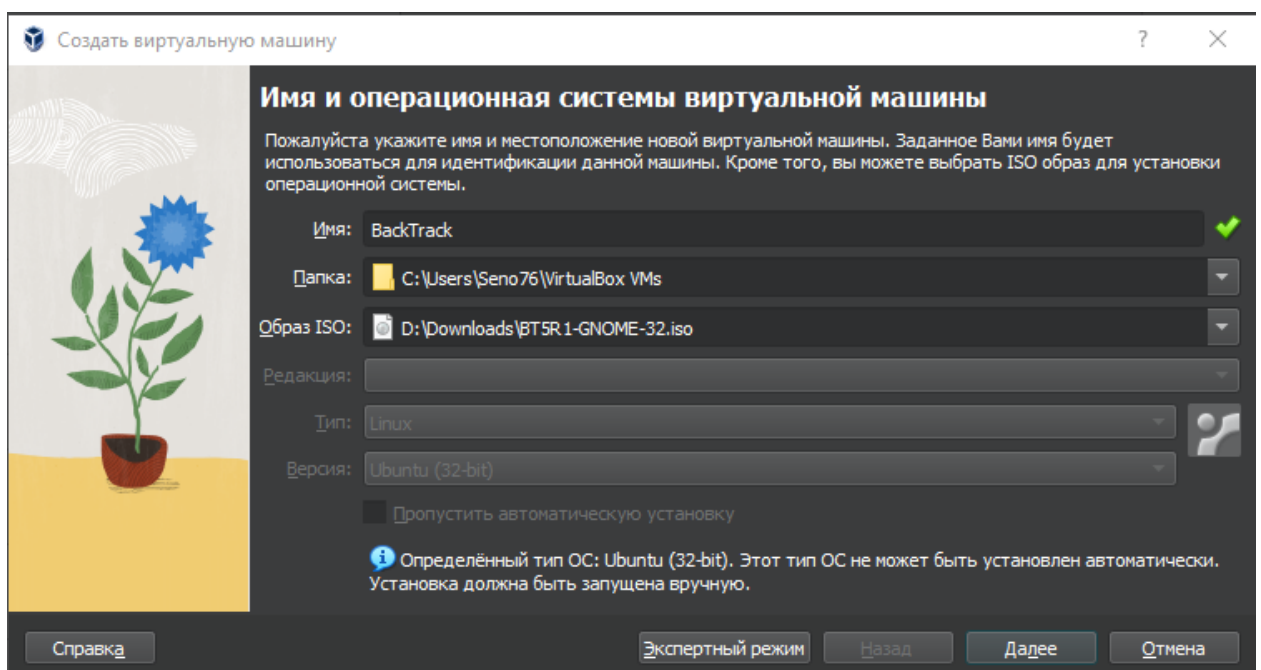 Создать виртуальную машину
Имя и операционная системы виртуальной машины
Пожалуйста укажите имя и местоположение новой виртуальной машины. Заданное Вами имя будет
использоваться для идентификации данной машины. Кроме того, вы можете выбрать ISO образ для установки
операционной системы.
Имя: BackTrack
Папка: C:\Users\Seno76\VirtualBox VMs
Образ ISO: D:\Downloads\BT5R1-GNOME-32.iso
Редакция:
Тип: Linux
Версия: Ubuntu (32-bit)
Пропустить автоматическую установку
Определённый тип ОС: Ubuntu (32-bit). Этот тип ОС не может быть установлен автоматически.
Установка должна быть запущена вручную.
Справка Экспертный режим Назад Далее Отмена